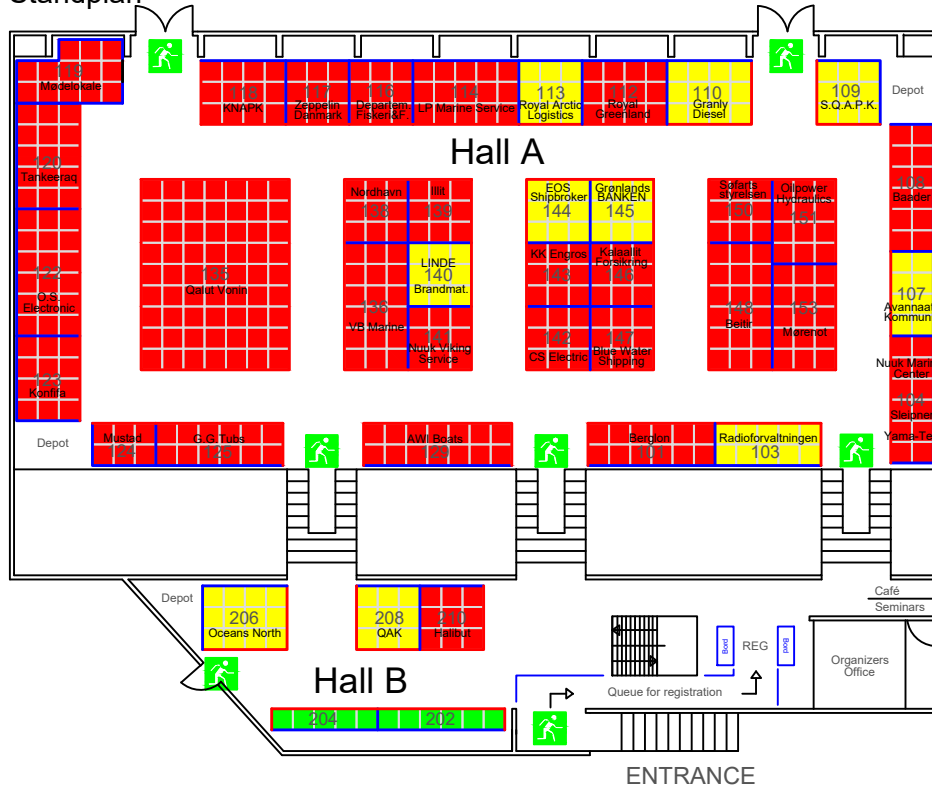 Standplan
119
Mødelokale
118
KNAPK
117
Zeppelin
Danmark
116
Departem.
Fiskeri&F.
114
LP Marine Service
113
Royal Arctic
Logistics
112
Royal
Greenland
110
Granly
Diesel
109
S.Q.A.P.K.
Depot
Hall A
120
Tankeeraq
122
O.S.
Electronic
123
Konfifa
135
Qalut Vonin
Nordhavn
138
Illit
139
LINDE
140
Brandmat.
136
VB Marine
141
Nuuk Viking
Service
EOS
Shipbroker
144
Grønlands
BANKEN
145
KK Engros
143
Kalaallit
Forsikring
146
142
CS Electric
147
Blue Water
Shipping
Søfarts
styrelsen
150
Oilpower
Hydraulics
151
148
Beitir
153
Mørenot
108
Baader
107
Avannaat
Kommuni
Nuuk Marin
Center
104
Sleipner
Yama-Te
Depot
Mustad
124
G.G.Tubs
125
AWI Boats
129
Bergion
101
Radioforvaltningen
103
Depot
206
Oceans North
208
QAK
210
Halibut
Hall B
204
202
Café
Seminars
Bord
REG
Bord
Organizers
Office
Queue for registration
ENTRANCE